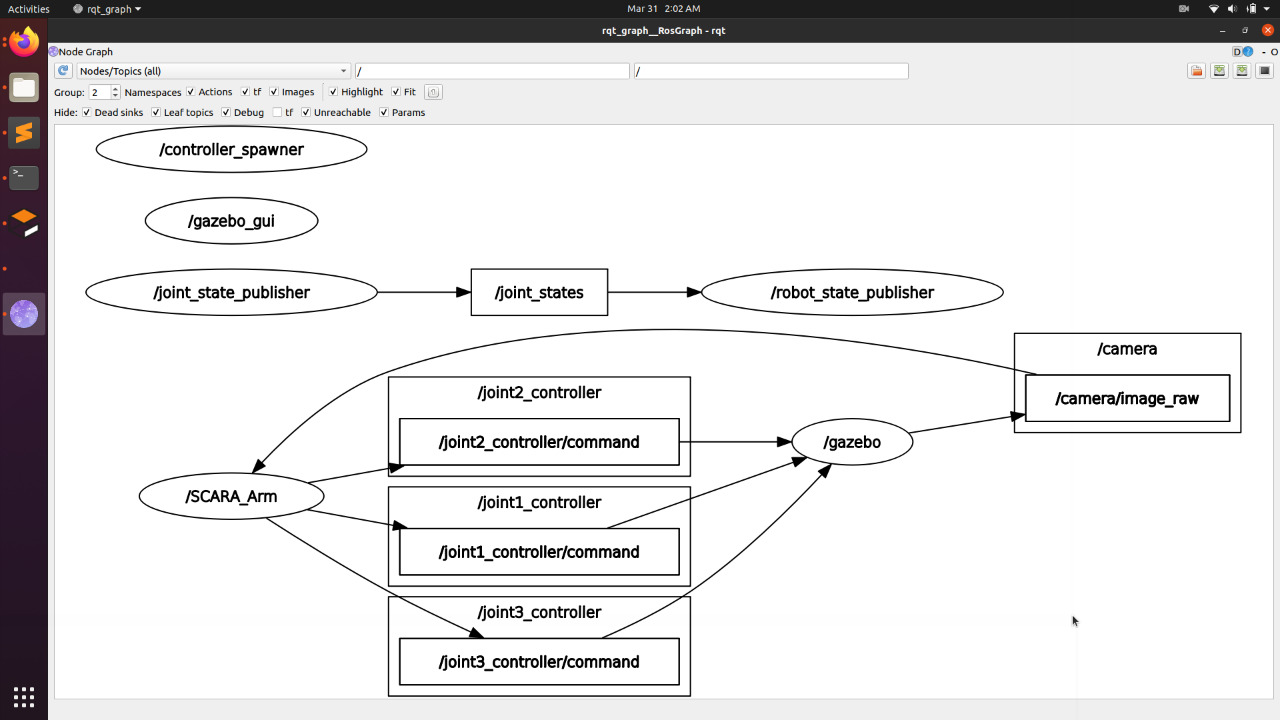 Activities rqt_graph Mar 31 2:02 AM
rqt_graph__RosGraph - rqt
Node Graph D - O
Nodes/Topics (all) / /
Group: 2 Namespaces Actions tf Images Highlight Fit
Hide: Dead sinks Leaf topics Debug tf Unreachable Params
/controller_spawner
/gazebo_gui
/joint_state_publisher
/joint_states
/robot_state_publisher
/camera
/camera/image_raw
/joint2_controller
/joint2_controller/command
/gazebo
/SCARA_Arm
/joint1_controller
/joint1_controller/command
/joint3_controller
/joint3_controller/command